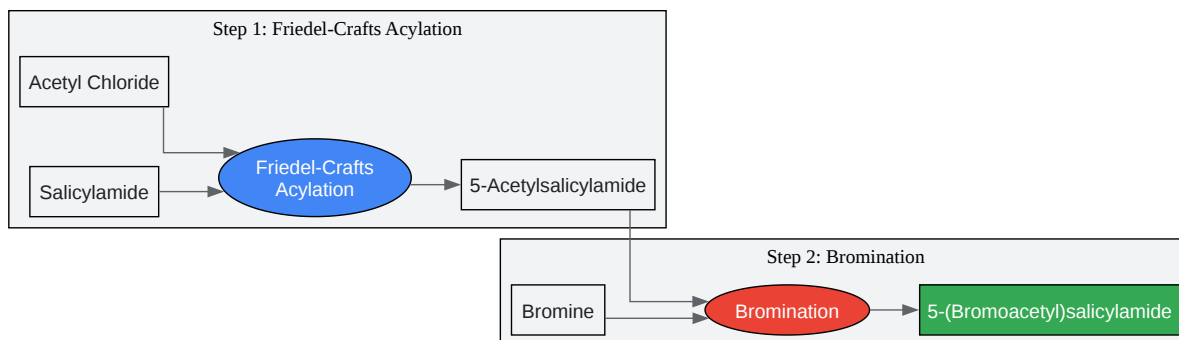 Step 1: Friedel-Crafts Acylation
Acetyl Chloride
Salicylamide
Friedel-Crafts
Acylation
5-Acetylsalicylamide
Step 2: Bromination
Bromine
Bromination
5-(Bromoacetyl)salicylamide